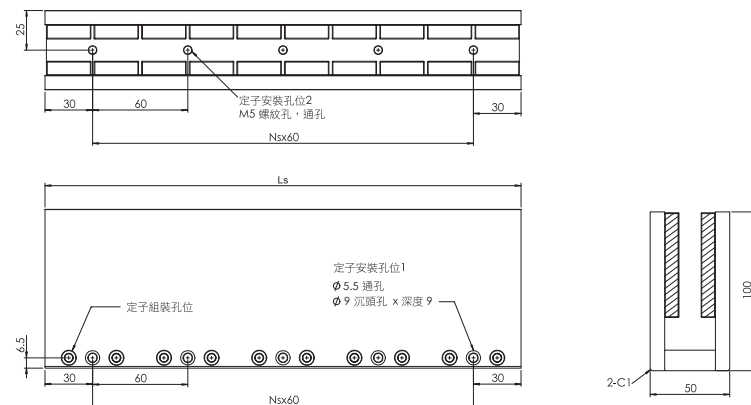 25
30
60
定子安裝孔位2
M5 螺紋孔，通孔
30
Nsx60
Ls
定子安裝孔位1
ϕ5.5 通孔
ϕ9 沉頭孔 x 深度 9
定子組裝孔位
6.5
30
60
30
Nsx60
100
2-C1
50